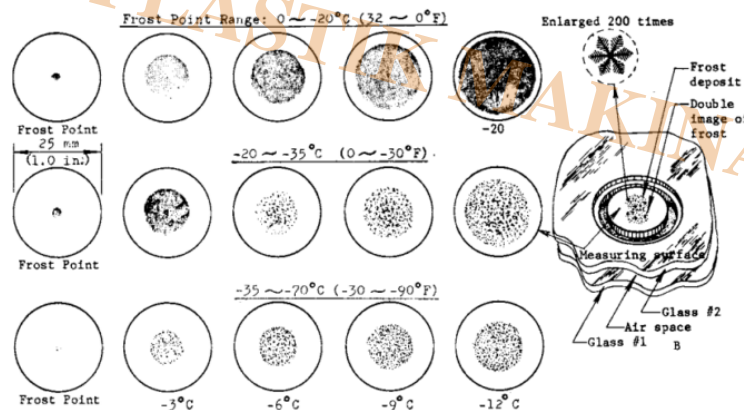 Frost Point Range: 0 ~ -20°C (32 ~ 0°F)
Enlarged 200 times
Frost
deposit
Double
image of
frost
Frost Point
-20
25 mm
(1.0 in.)
-20 ~ -35°C (0 ~ -30°F)
Frost Point
Measuring surface
-35 ~ -70°C (-30 ~ -90°F)
Glass #2
Air space
Glass #1
B
Frost Point
-3°C
-6°C
-9°C
-12°C
PLASTIK MAKINA